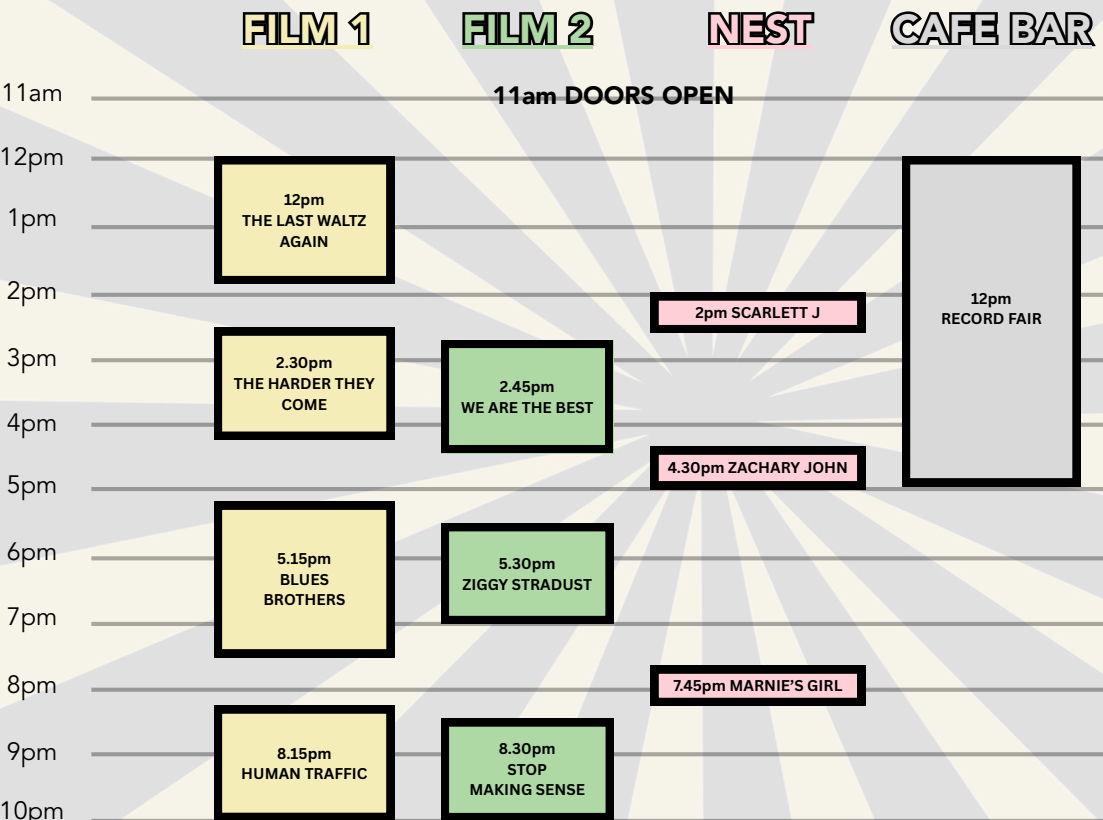 FILM 1
FILM 2
NEST
CAFE BAR
11am
11am DOORS OPEN
12pm
12pm
THE LAST WALTZ
AGAIN
1pm
2pm
2pm SCARLETT J
12pm
RECORD FAIR
2.30pm
THE HARDER THEY
COME
3pm
2.45pm
WE ARE THE BEST
4pm
4.30pm ZACHARY JOHN
5pm
5.15pm
BLUES
BROTHERS
6pm
5.30pm
ZIGGY STRADUST
7pm
8pm
7.45pm MARNIE'S GIRL
8.15pm
HUMAN TRAFFIC
9pm
8.30pm
STOP
MAKING SENSE
10pm